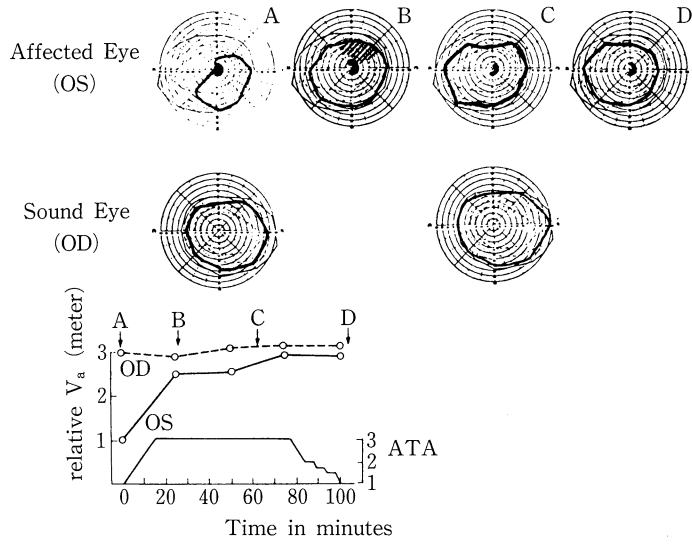 A B C D
Affected Eye
(OS)
Sound Eye
(OD)
A B C D
relative Va (meter)
3
2
1
OD
OS
3
2
1
ATA
0 20 40 60 80 100
Time in minutes